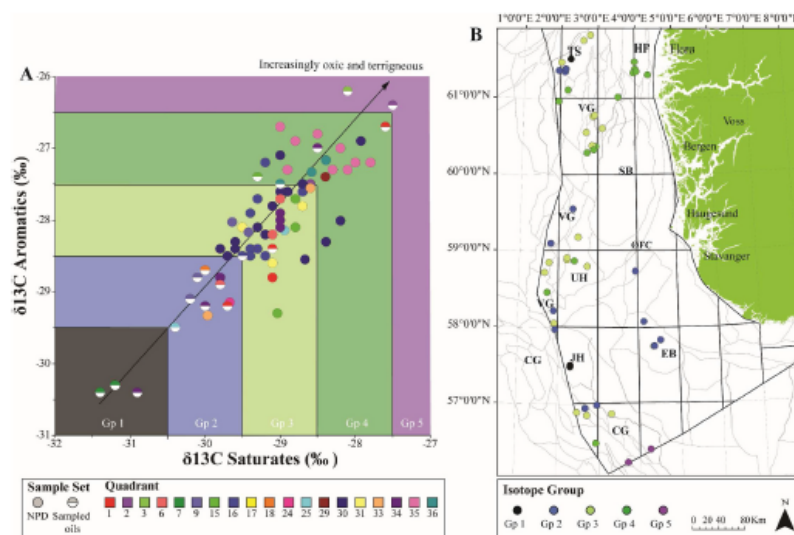 A
Increasingly oxic and terrigneous
-26
-27
-28
-29
-30
-31
δ13C Aromatics (‰)
Gp 1
Gp 2
Gp 3
Gp 4
Gp 5
-32
-31
-30
-29
-28
-27
δ13C Saturates (‰)
Sample Set
NPD
Sampled oils
Quadrant
1 2 3 6 7 9 15 16 17 18 24 25 29 30 31 33 34 35 36
B
1°0'0"E 2°0'0"E 3°0'0"E 4°0'0"E 5°0'0"E 6°0'0"E 7°0'0"E 8°0'0"E
61°0'0"N
60°0'0"N
59°0'0"N
58°0'0"N
57°0'0"N
TS
HF
Flora
VG
Voss
Bergen
SB
VG
Haugesund
Stavanger
UH
VG
CG
JH
EB
CG
Isotope Group
Gp 1
Gp 2
Gp 3
Gp 4
Gp 5
0 20 40 80 Km
N